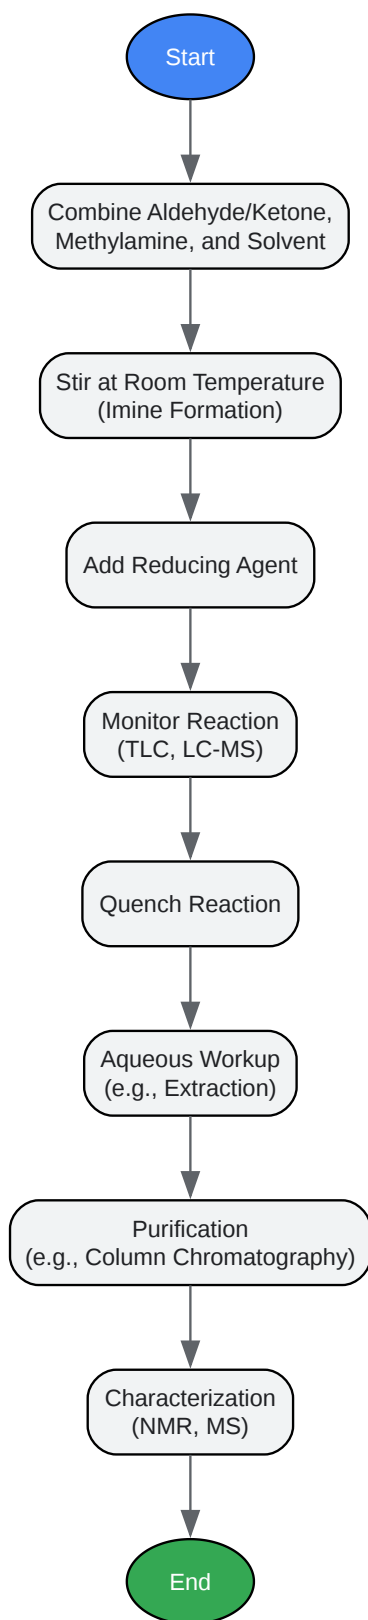 Start
Combine Aldehyde/Ketone,
Methylamine, and Solvent
Stir at Room Temperature
(Imine Formation)
Add Reducing Agent
Monitor Reaction
(TLC, LC-MS)
Quench Reaction
Aqueous Workup
(e.g., Extraction)
Purification
(e.g., Column Chromatography)
Characterization
(NMR, MS)
End